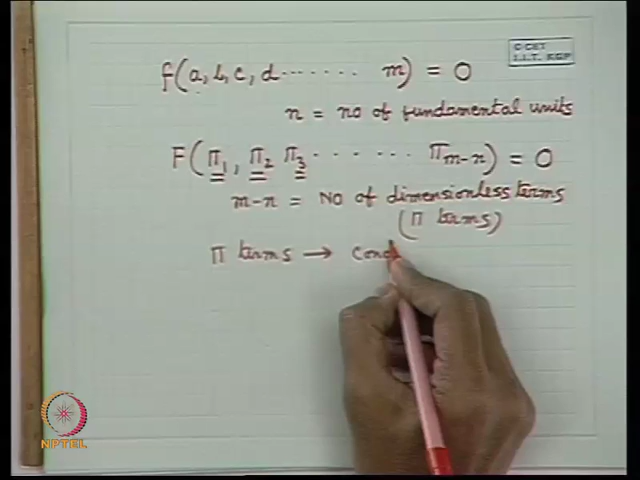 © CET
I.I.T. KGP
f(a, b, c, d ....... m) = 0
n = no of fundamental units
F(π₁, π₂ π₃ ........ πₘ₋ₙ) = 0
m-n = No of dimensionless terms
(π terms)
π terms → cond
NPTEL